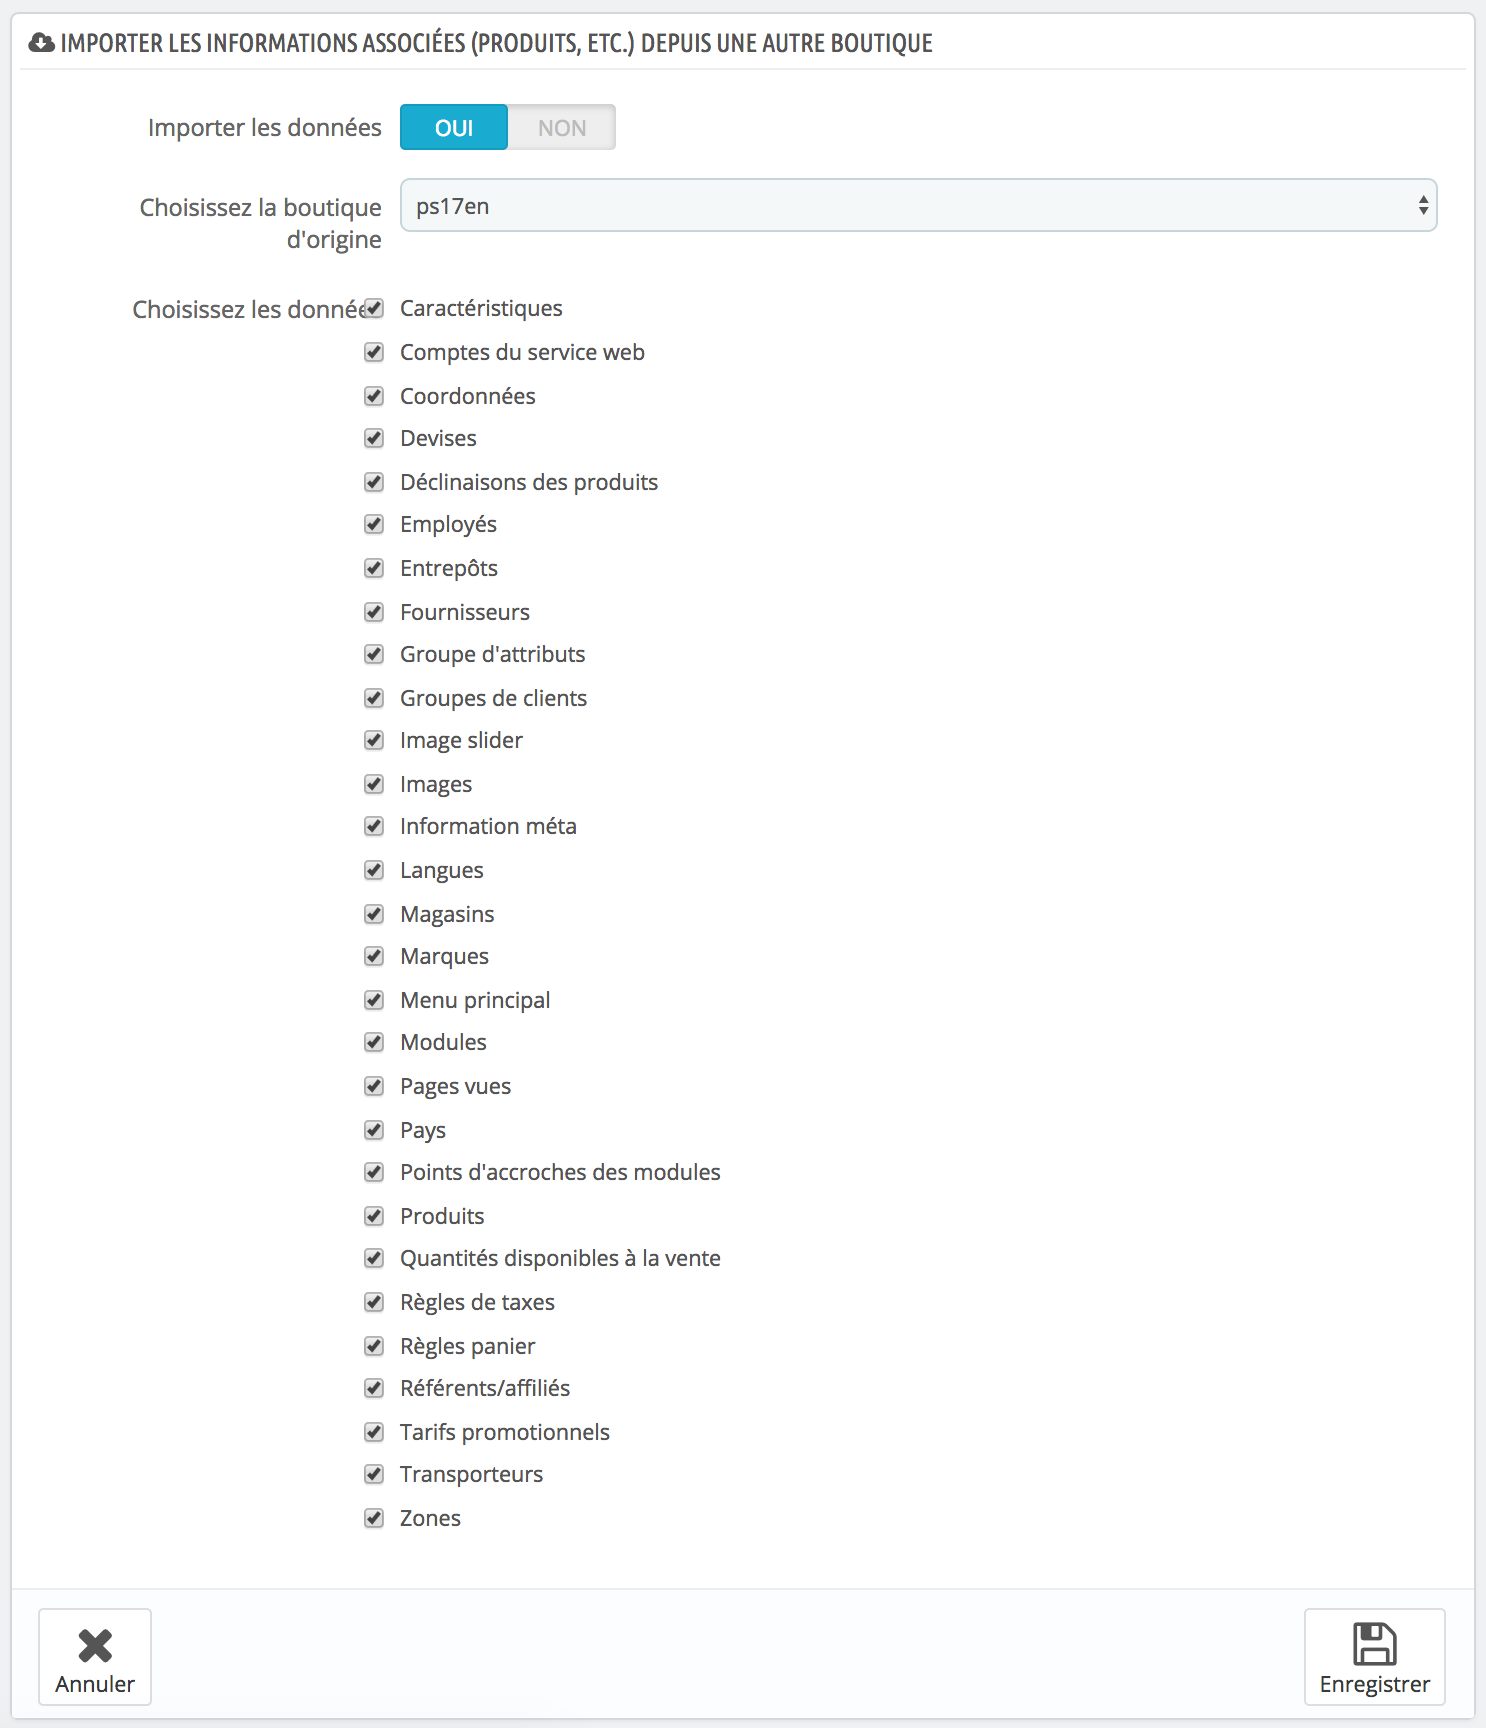 IMPORTER LES INFORMATIONS ASSOCIÉES (PRODUITS, ETC.) DEPUIS UNE AUTRE BOUTIQUE
Importer les données OUI NON
Choisissez la boutique d'origine
ps17en
Choisissez les donnée
Caractéristiques
Comptes du service web
Coordonnées
Devises
Déclinaisons des produits
Employés
Entrepôts
Fournisseurs
Groupe d'attributs
Groupes de clients
Image slider
Images
Information méta
Langues
Magasins
Marques
Menu principal
Modules
Pages vues
Pays
Points d'accroches des modules
Produits
Quantités disponibles à la vente
Règles de taxes
Règles panier
Référents/affiliés
Tarifs promotionnels
Transporteurs
Zones
Annuler
Enregistrer